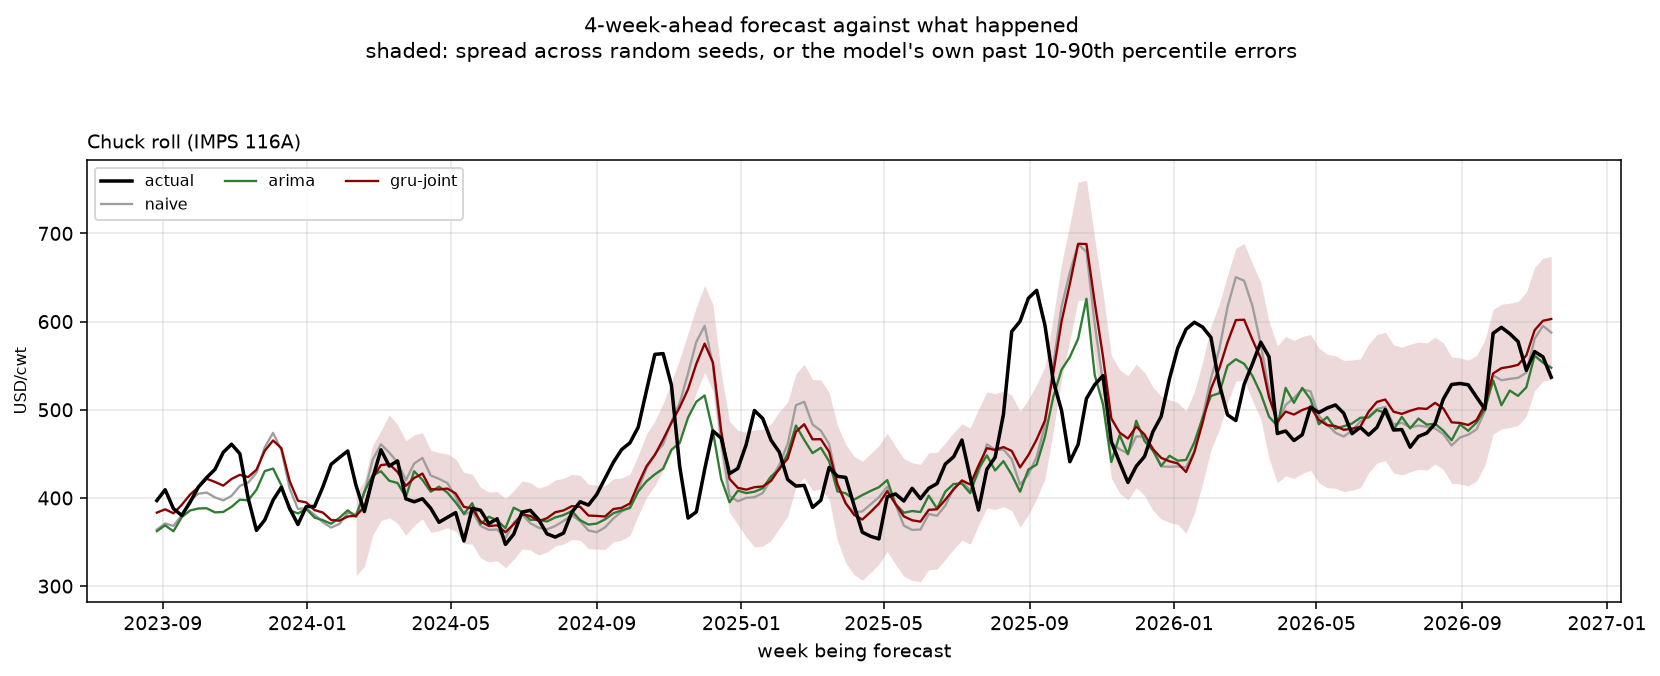 4-week-ahead forecast against what happened
shaded: spread across random seeds, or the model's own past 10-90th percentile errors
Chuck roll (IMPS 116A)
actual arima gru-joint
naive
700
600
500
400
300
USD/cwt
2023-09 2024-01 2024-05 2024-09 2025-01 2025-05 2025-09 2026-01 2026-05 2026-09 2027-01
week being forecast